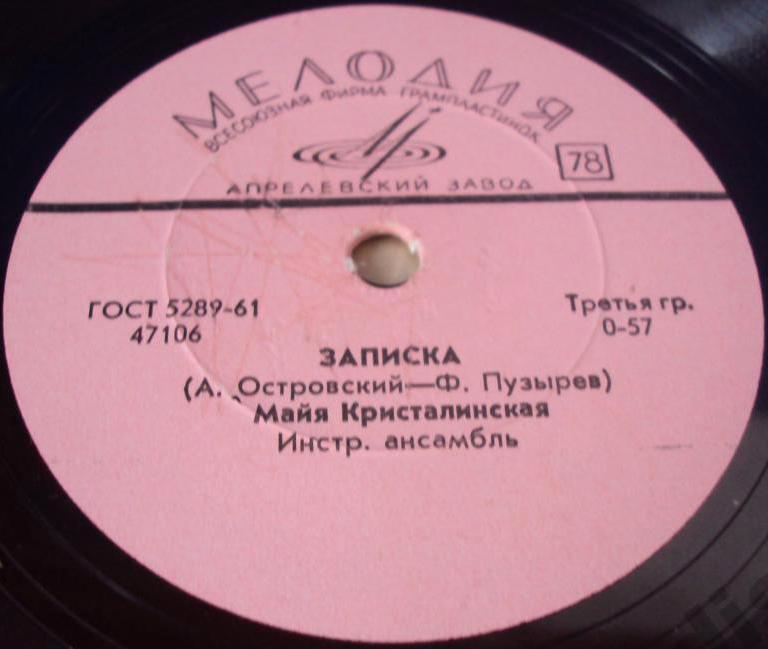 МЕЛОДИЯ
ВСЕСОЮЗНАЯ ФИРМА ГРАМПЛАСТИНОК
78
АПРЕЛЕВСКИЙ ЗАВОД
ГОСТ 5289-61
Третья гр.
47106
0-57
ЗАПИСКА
(А. Островский—Ф. Пузырев)
Майя Кристалинская
Инстр. ансамбль